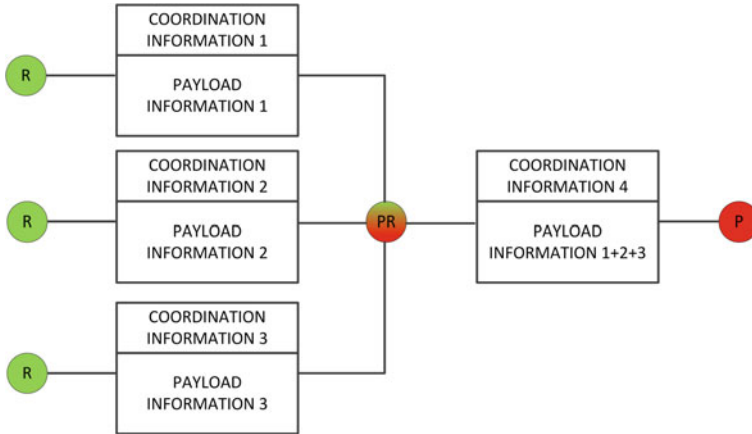 COORDINATION
INFORMATION 1
R
PAYLOAD
INFORMATION 1
COORDINATION
INFORMATION 2
R
PAYLOAD
INFORMATION 2
COORDINATION
INFORMATION 3
R
PAYLOAD
INFORMATION 3
PR
COORDINATION
INFORMATION 4
PAYLOAD
INFORMATION 1+2+3
P